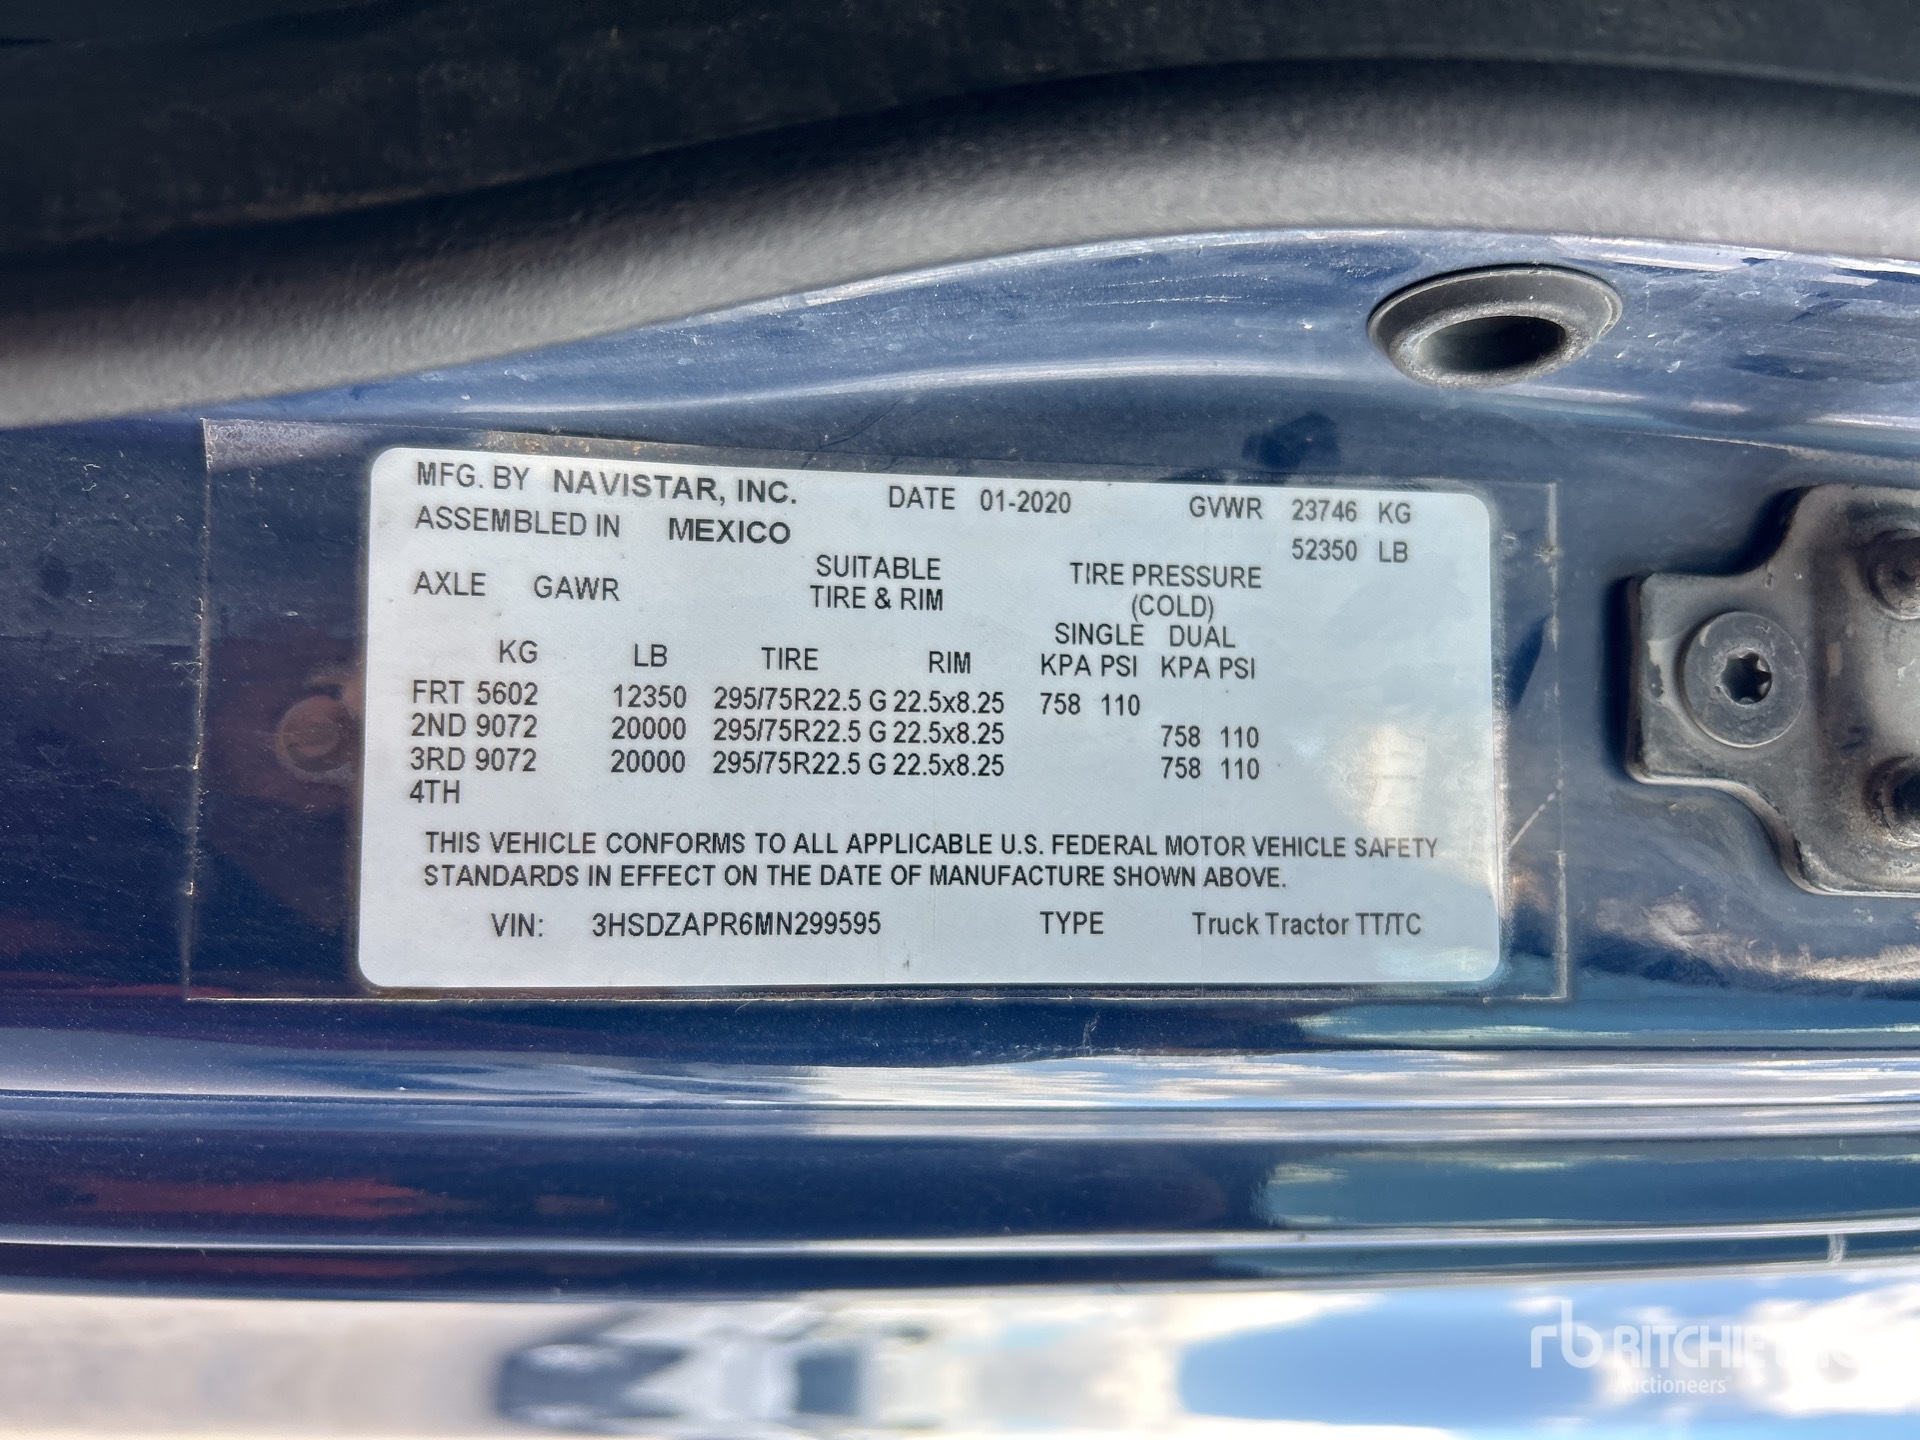 MFG. BY NAVISTAR, INC. DATE 01-2020 GVWR 23746 KG
ASSEMBLED IN MEXICO 52350 LB
AXLE GAWR SUITABLE TIRE PRESSURE
TIRE & RIM (COLD)
SINGLE DUAL
KG LB TIRE RIM KPA PSI KPA PSI
FRT 5602 12350 295/75R22.5 G 22.5x8.25 758 110
2ND 9072 20000 295/75R22.5 G 22.5x8.25 758 110
3RD 9072 20000 295/75R22.5 G 22.5x8.25 758 110
4TH
THIS VEHICLE CONFORMS TO ALL APPLICABLE U.S. FEDERAL MOTOR VEHICLE SAFETY
STANDARDS IN EFFECT ON THE DATE OF MANUFACTURE SHOWN ABOVE.
VIN: 3HSDZAPR6MN299595 TYPE Truck Tractor TT/TC
rb
Auctioneers